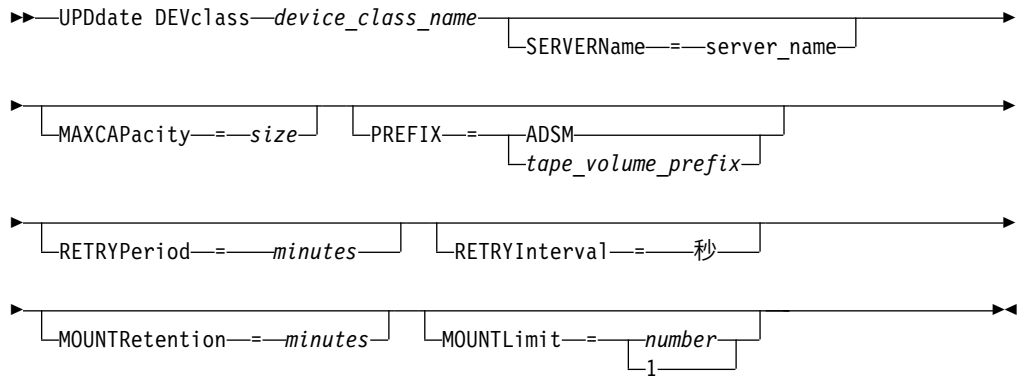 UPDdate DEVclass device_class_name
SERVERName = server_name
MAXCAPacity = size PREFIX = ADSM
tape_volume_prefix
RETRYPeriod = minutes RETRYInterval = 秒
MOUNTRetention = minutes MOUNTLimit = number
1